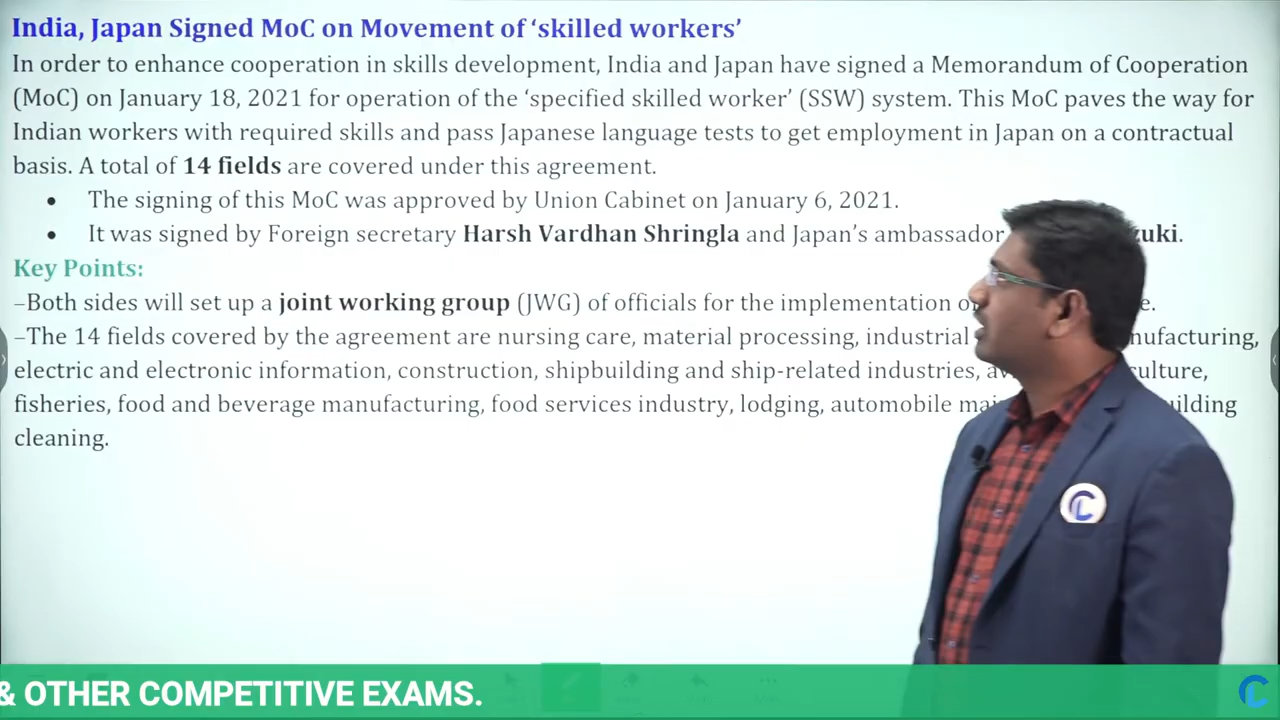 India, Japan Signed MoC on Movement of ‘skilled workers’
In order to enhance cooperation in skills development, India and Japan have signed a Memorandum of Cooperation
(MoC) on January 18, 2021 for operation of the ‘specified skilled worker’ (SSW) system. This MoC paves the way for
Indian workers with required skills and pass Japanese language tests to get employment in Japan on a contractual
basis. A total of 14 fields are covered under this agreement.
• The signing of this MoC was approved by Union Cabinet on January 6, 2021.
• It was signed by Foreign secretary Harsh Vardhan Shringla and Japan’s ambassador
Key Points:
–Both sides will set up a joint working group (JWG) of officials for the implementation
–The 14 fields covered by the agreement are nursing care, material processing, industrial
electric and electronic information, construction, shipbuilding and ship-related industries,
fisheries, food and beverage manufacturing, food services industry, lodging, automobile
cleaning.
& OTHER COMPETITIVE EXAMS.